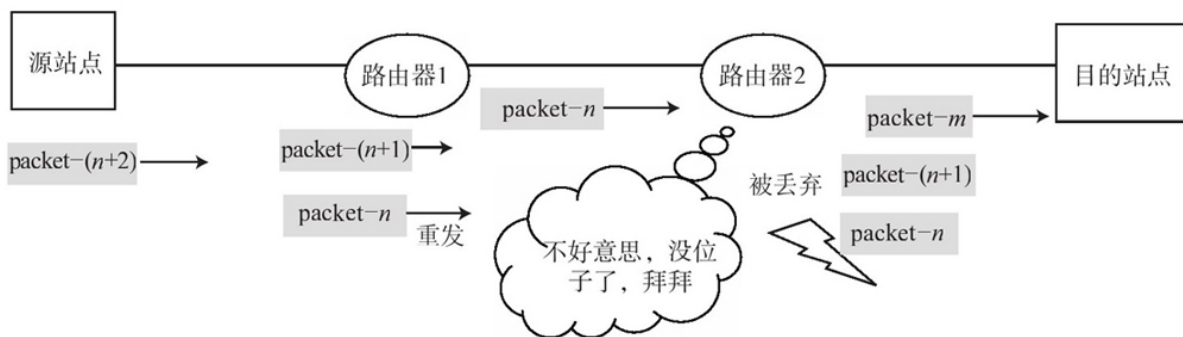 源站点
路由器1
路由器2
目的站点
packet−n
packet−m
packet−(n+2)
packet−(n+1)
packet−(n+1)
被丢弃
packet−n
重发
packet−n
不好意思，没位
子了，拜拜